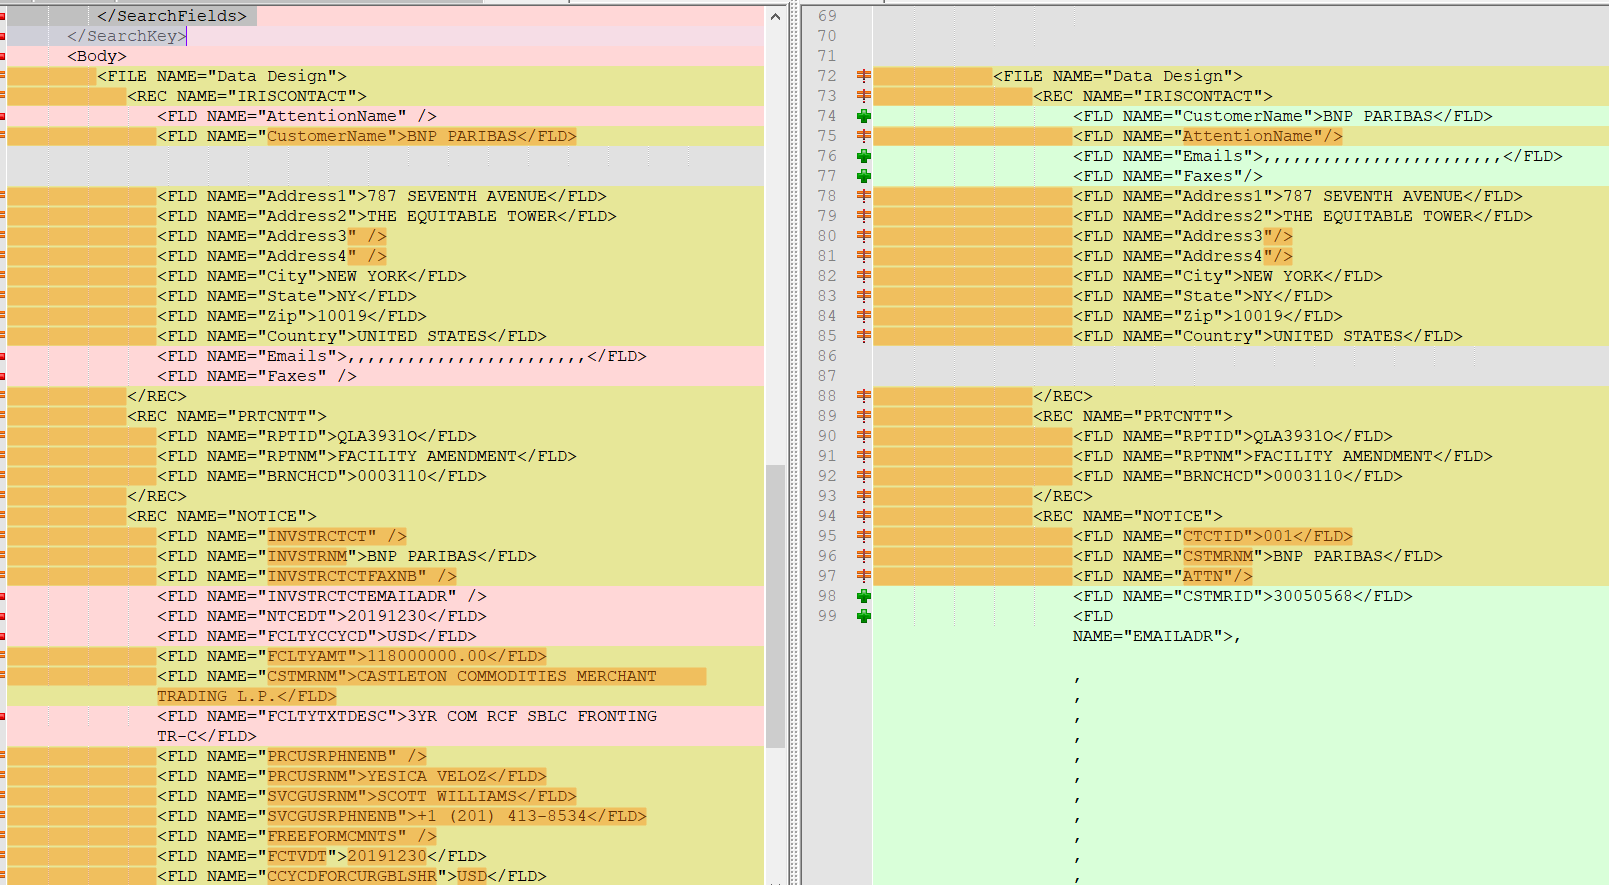 </SearchFields>
</SearchKey>
<Body>
<FILE NAME="Data Design">
<REC NAME="IRISCONTACT">
<FLD NAME="AttentionName" />
<FLD NAME="CustomerName">BNP PARIBAS</FLD>
<FLD NAME="Address1">787 SEVENTH AVENUE</FLD>
<FLD NAME="Address2">THE EQUITABLE TOWER</FLD>
<FLD NAME="Address3" />
<FLD NAME="Address4" />
<FLD NAME="City">NEW YORK</FLD>
<FLD NAME="State">NY</FLD>
<FLD NAME="Zip">10019</FLD>
<FLD NAME="Country">UNITED STATES</FLD>
<FLD NAME="Emails">,,,,,,,,,,,,,,,,,,,,,,,,</FLD>
<FLD NAME="Faxes" />
</REC>
<REC NAME="PRTCNTT">
<FLD NAME="RPTID">QLA3931O</FLD>
<FLD NAME="RPTNM">FACILITY AMENDMENT</FLD>
<FLD NAME="BRNCHCD">0003110</FLD>
</REC>
<REC NAME="NOTICE">
<FLD NAME="INVSTRCTCT" />
<FLD NAME="INVSTRNM">BNP PARIBAS</FLD>
<FLD NAME="INVSTRCTCTFAXNB" />
<FLD NAME="INVSTRCTCTEMAILADR" />
<FLD NAME="NTCEDT">20191230</FLD>
<FLD NAME="FCLTYCCYCD">USD</FLD>
<FLD NAME="FCLTYAMT">118000000.00</FLD>
<FLD NAME="CSTMRNM">CASTLETON COMMODITIES MERCHANT
TRADING L.P.</FLD>
<FLD NAME="FCLTYTXTDESC">3YR COM RCF SBLC FRONTING
TR-C</FLD>
<FLD NAME="PRCUSRPHNENB" />
<FLD NAME="PRCUSRNM">YESICA VELOZ</FLD>
<FLD NAME="SVCGUSRNM">SCOTT WILLIAMS</FLD>
<FLD NAME="SVCGUSRPHNENB">+1 (201) 413-8534</FLD>
<FLD NAME="FREEFORMCMNTS" />
<FLD NAME="FCTVDT">20191230</FLD>
<FLD NAME="CCYCDFORCURGBLSHR">USD</FLD>
69
70
71
72 <FILE NAME="Data Design">
73 <REC NAME="IRISCONTACT">
74 <FLD NAME="CustomerName">BNP PARIBAS</FLD>
75 <FLD NAME="AttentionName"/>
76 <FLD NAME="Emails">,,,,,,,,,,,,,,,,,,,,,,,,</FLD>
77 <FLD NAME="Faxes"/>
78 <FLD NAME="Address1">787 SEVENTH AVENUE</FLD>
79 <FLD NAME="Address2">THE EQUITABLE TOWER</FLD>
80 <FLD NAME="Address3"/>
81 <FLD NAME="Address4"/>
82 <FLD NAME="City">NEW YORK</FLD>
83 <FLD NAME="State">NY</FLD>
84 <FLD NAME="Zip">10019</FLD>
85 <FLD NAME="Country">UNITED STATES</FLD>
86
87
88 </REC>
89 <REC NAME="PRTCNTT">
90 <FLD NAME="RPTID">QLA3931O</FLD>
91 <FLD NAME="RPTNM">FACILITY AMENDMENT</FLD>
92 <FLD NAME="BRNCHCD">0003110</FLD>
93 </REC>
94 <REC NAME="NOTICE">
95 <FLD NAME="CTCTID">001</FLD>
96 <FLD NAME="CSTMRNM">BNP PARIBAS</FLD>
97 <FLD NAME="ATTN"/>
98 <FLD NAME="CSTMRID">30050568</FLD>
99 <FLD
NAME="EMAILADR">,
,
,
,
,
,
,
,
,
,
,
,